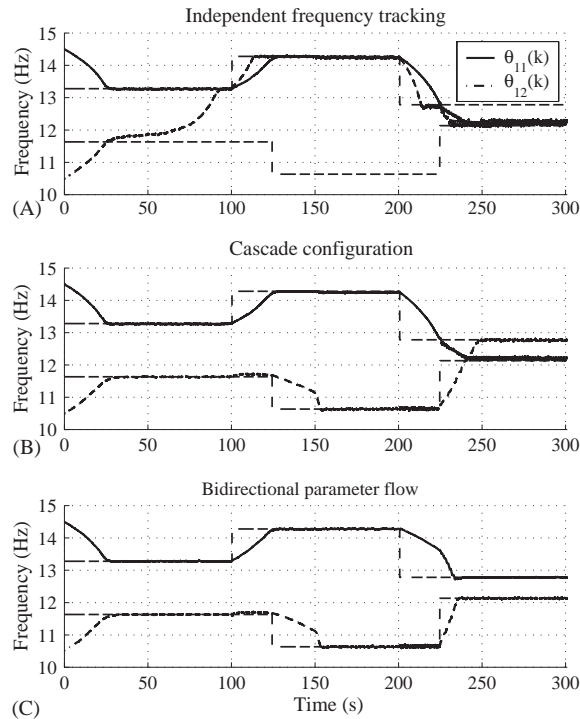 Independent frequency tracking
15
14
13
12
11
10
Frequency (Hz)
θ11(k)
θ12(k)
(A)
0 50 100 150 200 250 300
Cascade configuration
15
14
13
12
11
10
Frequency (Hz)
(B)
0 50 100 150 200 250 300
Bidirectional parameter flow
15
14
13
12
11
10
Frequency (Hz)
(C)
0 50 100 150 200 250 300
Time (s)